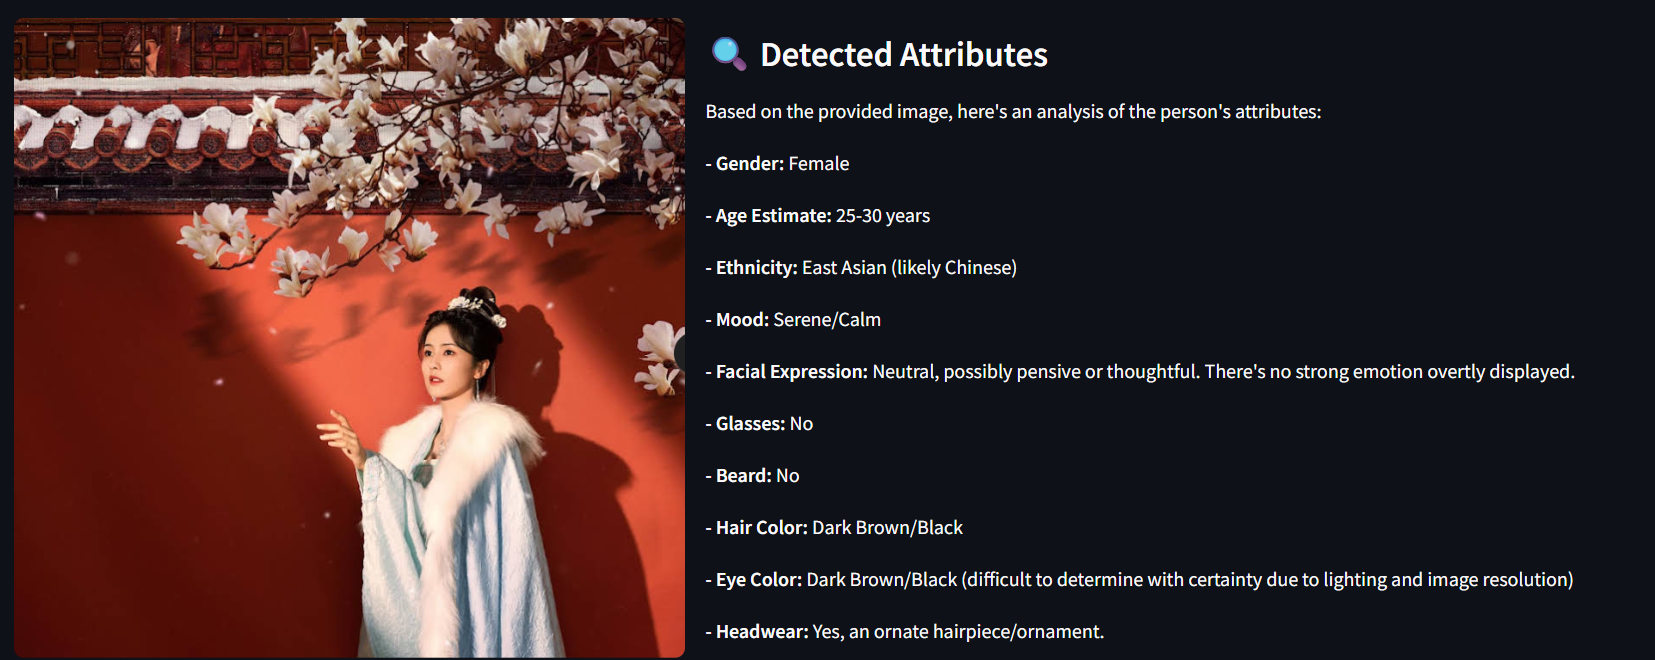 Detected Attributes
Based on the provided image, here's an analysis of the person's attributes:
- Gender: Female
- Age Estimate: 25-30 years
- Ethnicity: East Asian (likely Chinese)
- Mood: Serene/Calm
- Facial Expression: Neutral, possibly pensive or thoughtful. There's no strong emotion overtly displayed.
- Glasses: No
- Beard: No
- Hair Color: Dark Brown/Black
- Eye Color: Dark Brown/Black (difficult to determine with certainty due to lighting and image resolution)
- Headwear: Yes, an ornate hairpiece/ornament.